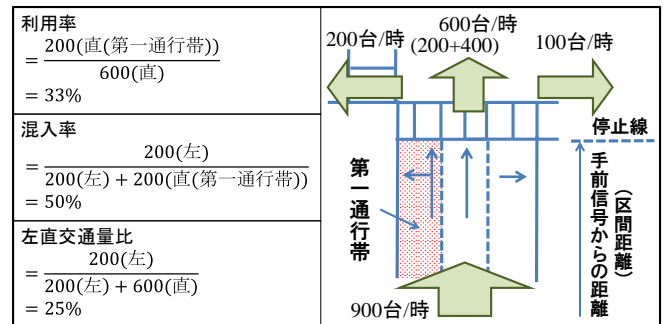 利用率
= 200(直(第一通行帯)) / 600(直)
= 33%
混入率
= 200(左) / 200(左) + 200(直(第一通行帯))
= 50%
左直交通量比
= 200(左) / 200(左) + 600(直)
= 25%
200台/時
600台/時
(200+400)
100台/時
停止線
第一通行帯
手前信号からの距離
(区間距離)
900台/時